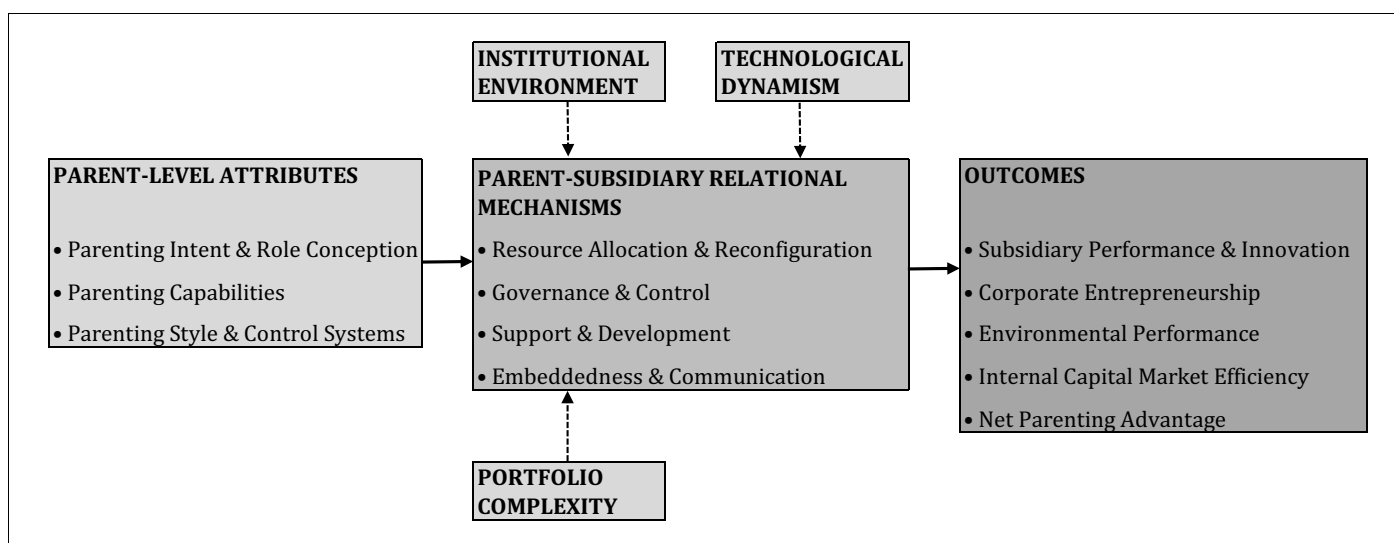 INSTITUTIONAL
ENVIRONMENT
TECHNOLOGICAL
DYNAMISM
PARENT-LEVEL ATTRIBUTES
• Parenting Intent & Role Conception
• Parenting Capabilities
• Parenting Style & Control Systems
PARENT-SUBSIDIARY RELATIONAL
MECHANISMS
• Resource Allocation & Reconfiguration
• Governance & Control
• Support & Development
• Embeddedness & Communication
OUTCOMES
• Subsidiary Performance & Innovation
• Corporate Entrepreneurship
• Environmental Performance
• Internal Capital Market Efficiency
• Net Parenting Advantage
PORTFOLIO
COMPLEXITY